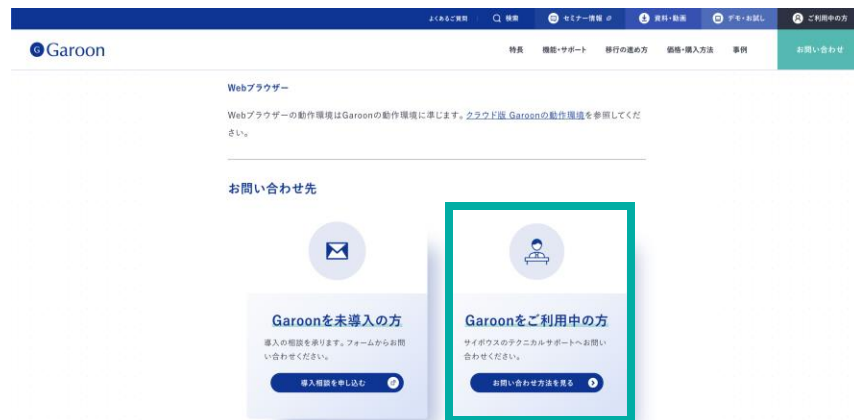 よくあるご質問
検索
セミナー情報
資料・動画
デモ・お試し
ご利用中の方
G Garoon
特長
機能・サポート
移行の進め方
価格・購入方法
事例
お問い合わせ
Webブラウザー
Webブラウザーの動作環境はGaroonの動作環境に準じます。クラウド版 Garoonの動作環境を参照してくだ
さい。
お問い合わせ先
Garoonを未導入の方
導入の相談を承ります。フォームからお問
い合わせください。
導入相談を申し込む
Garoonをご利用中の方
サイボウズのテクニカルサポートへお問い
合わせください。
お問い合わせ方法を見る